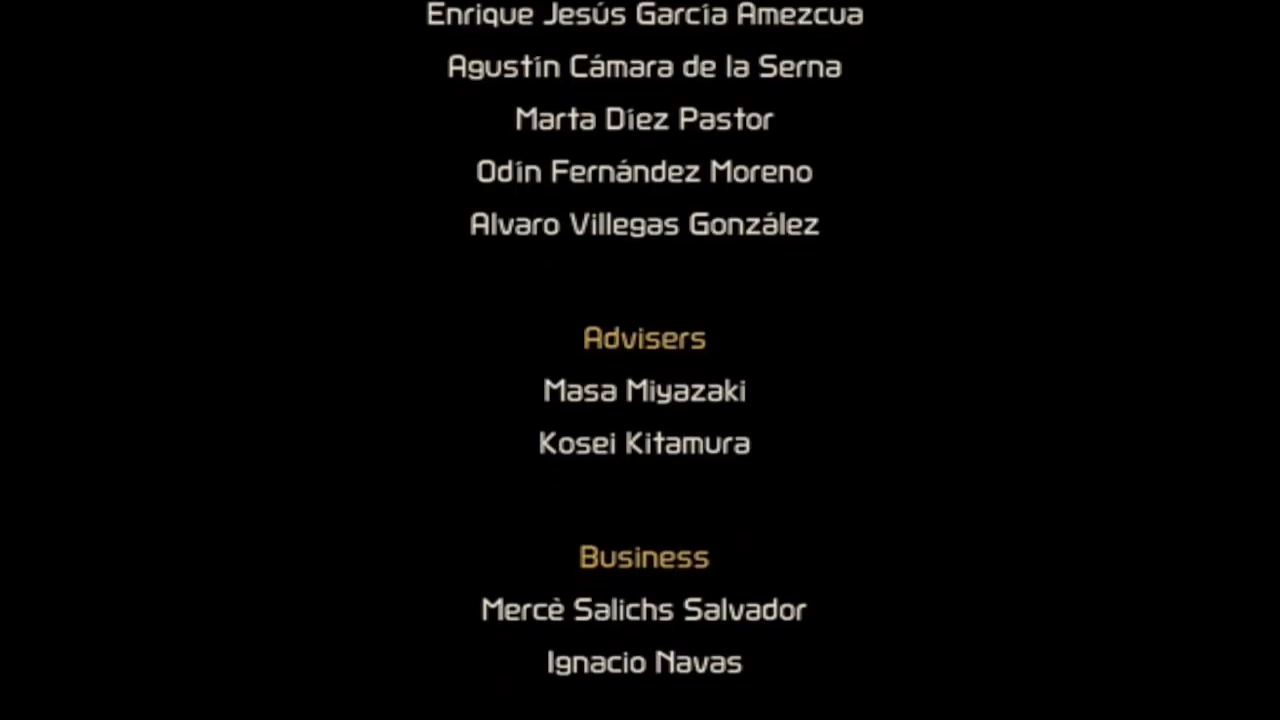 Enrique Jesús García Amezcua
Agustín Cámara de la Serna
Marta Díez Pastor
Odín Fernández Moreno
Alvaro Villegas González
Advisers
Masa Miyazaki
Kosei Kitamura
Business
Mercè Salichs Salvador
Ignacio Navas